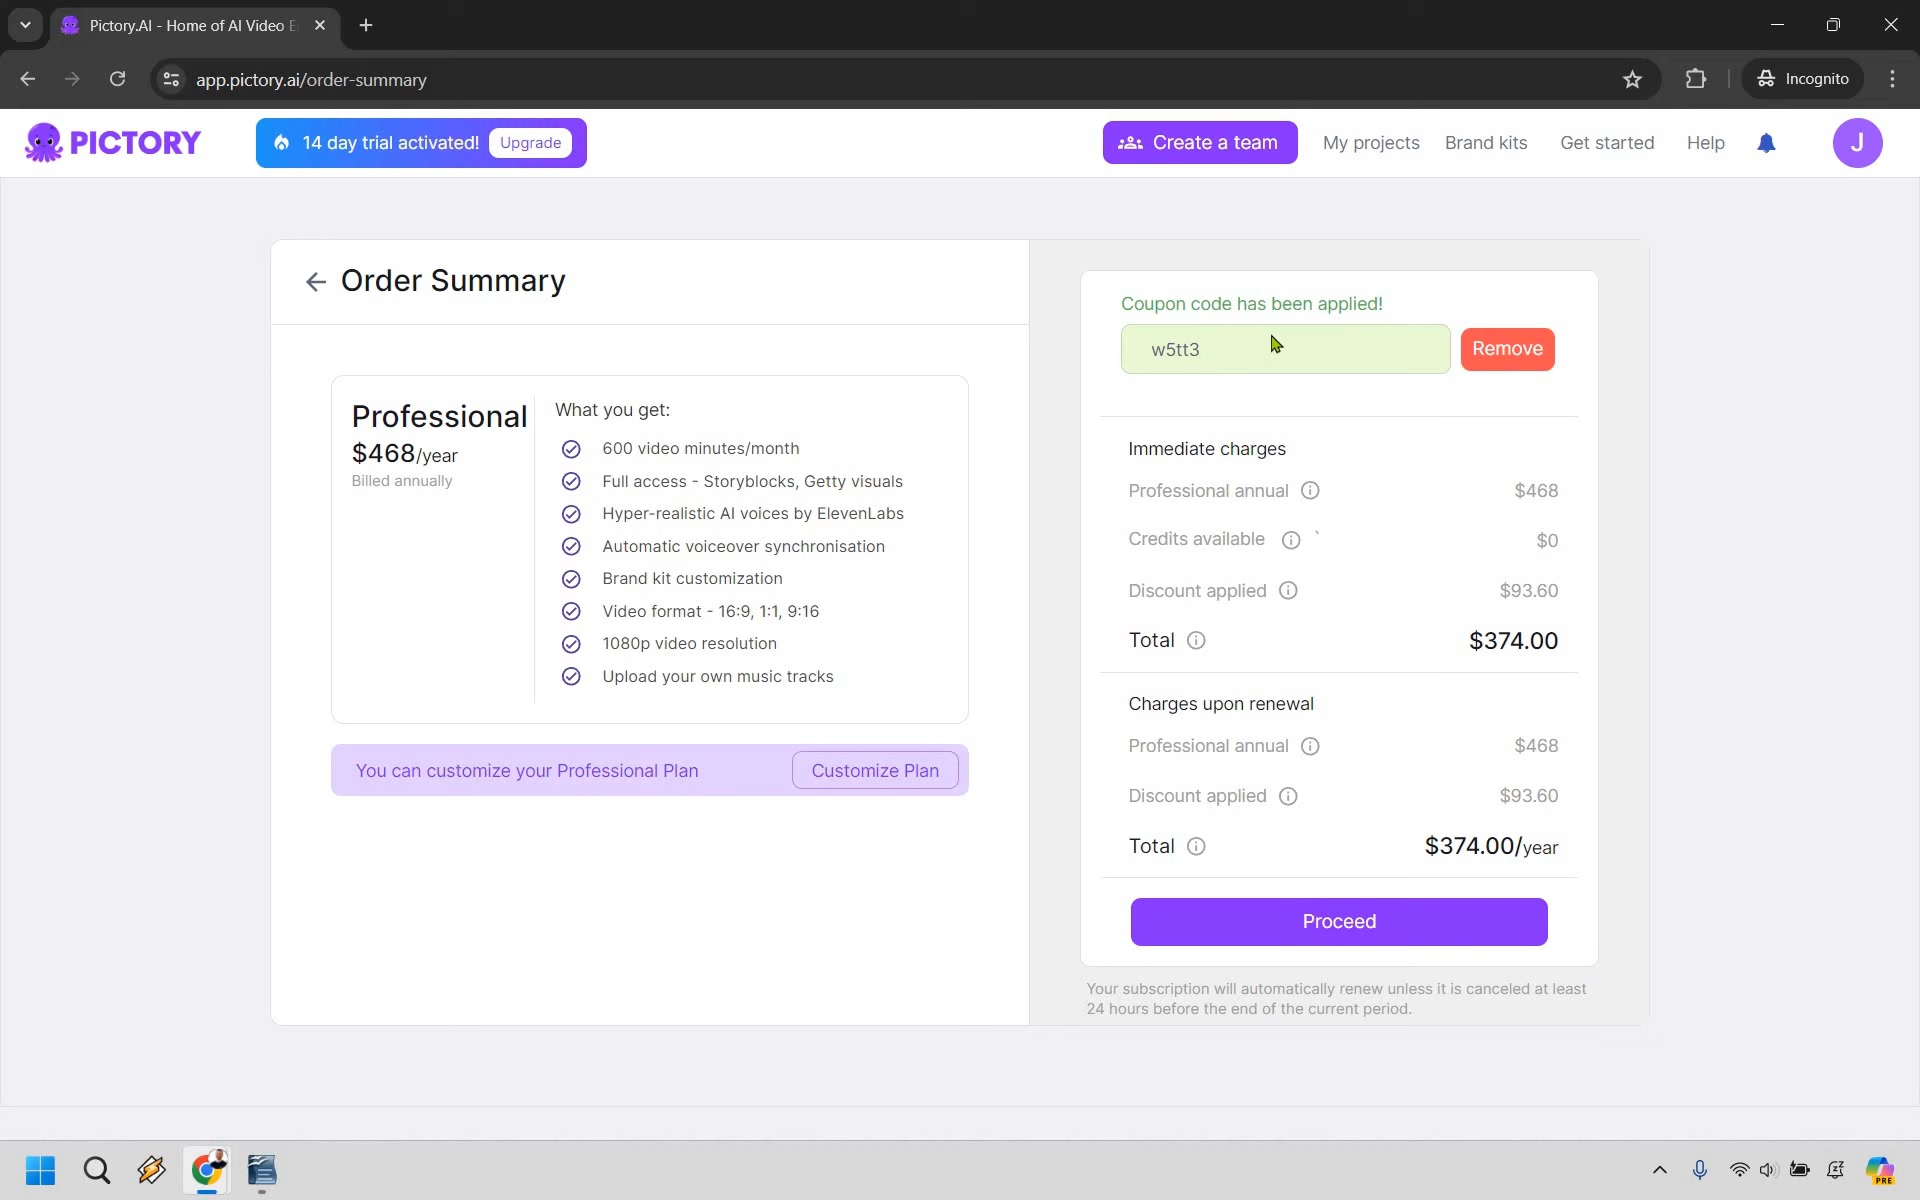 Pictory.AI - Home of AI Video E
app.pictory.ai/order-summary
Incognito
PICTORY
14 day trial activated!
Upgrade
Create a team
My projects
Brand kits
Get started
Help
J
Order Summary
Professional
$468/year
Billed annually
What you get:
600 video minutes/month
Full access - Storyblocks, Getty visuals
Hyper-realistic AI voices by ElevenLabs
Automatic voiceover synchronisation
Brand kit customization
Video format - 16:9, 1:1, 9:16
1080p video resolution
Upload your own music tracks
You can customize your Professional Plan
Customize Plan
Coupon code has been applied!
w5tt3
Remove
Immediate charges
Professional annual $468
Credits available ` $0
Discount applied $93.60
Total $374.00
Charges upon renewal
Professional annual $468
Discount applied $93.60
Total $374.00/year
Proceed
Your subscription will automatically renew unless it is canceled at least
24 hours before the end of the current period.
PRE